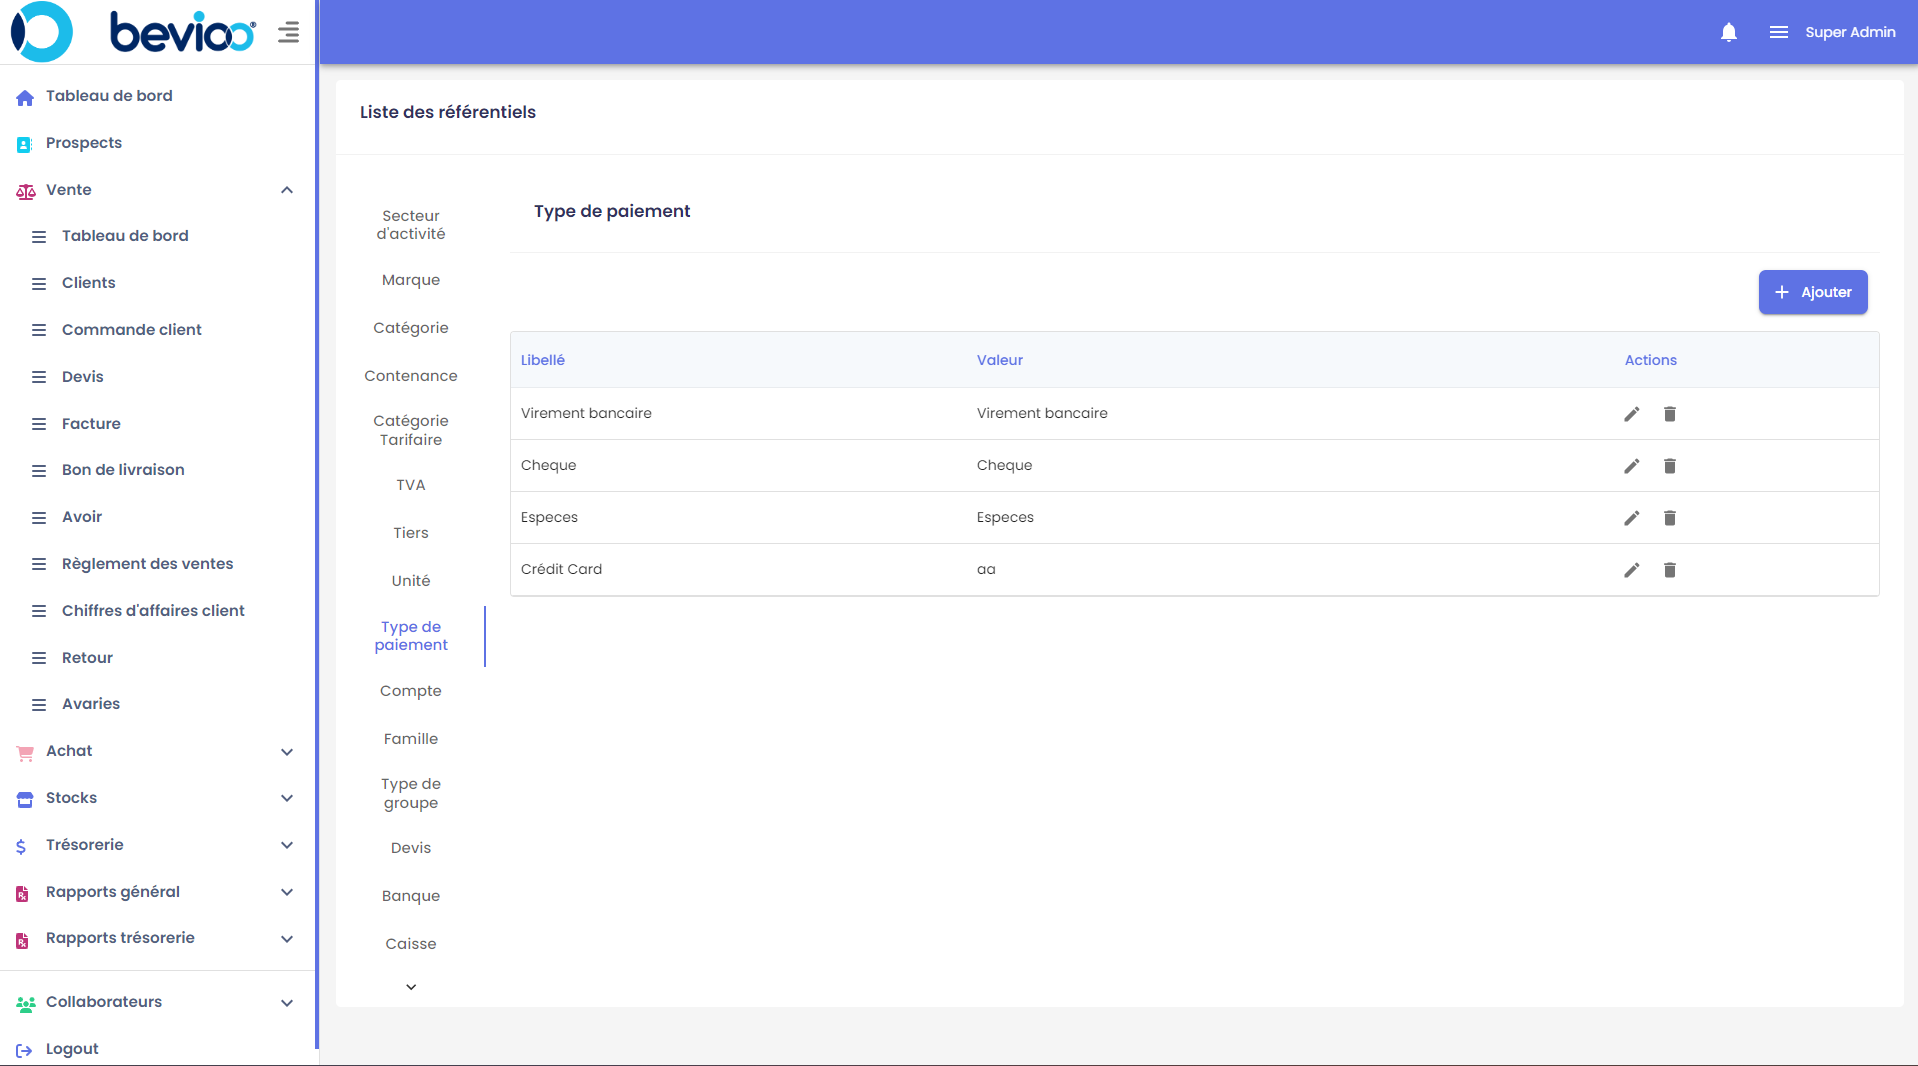 bevioo®
Super Admin
Tableau de bord
Prospects
Vente
Tableau de bord
Clients
Commande client
Devis
Facture
Bon de livraison
Avoir
Règlement des ventes
Chiffres d'affaires client
Retour
Avaries
Achat
Stocks
Trésorerie
Rapports général
Rapports trésorerie
Collaborateurs
Logout
Liste des référentiels
Secteur
d'activité
Marque
Catégorie
Contenance
Catégorie
Tarifaire
TVA
Tiers
Unité
Type de
paiement
Compte
Famille
Type de
groupe
Devis
Banque
Caisse
Type de paiement
Ajouter
Libellé Valeur Actions
Virement bancaire Virement bancaire
Cheque Cheque
Especes Especes
Crédit Card aa